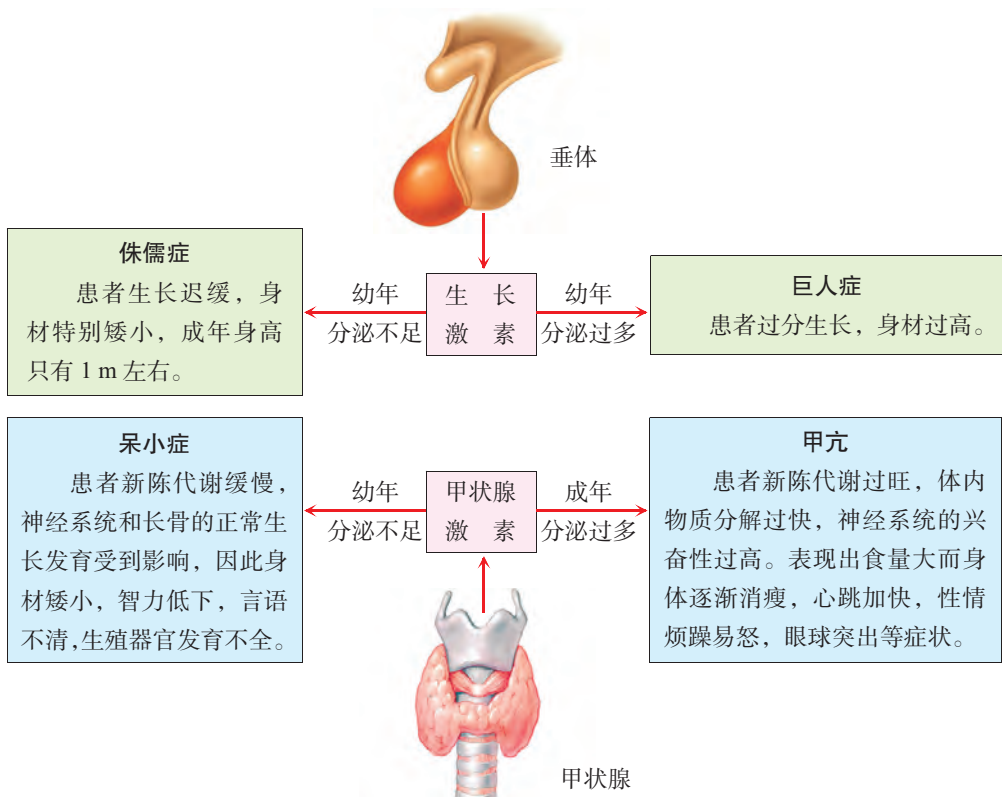 垂体
侏儒症
患者生长迟缓，身
材特别矮小，成年身高
只有 1 m 左右。
幼年
分泌不足
生 长
激 素
幼年
分泌过多
巨人症
患者过分生长，身材过高。
呆小症
患者新陈代谢缓慢，
神经系统和长骨的正常生
长发育受到影响，因此身
材矮小，智力低下，言语
不清，生殖器官发育不全。
幼年
分泌不足
甲状腺
激 素
成年
分泌过多
甲亢
患者新陈代谢过旺，体内
物质分解过快，神经系统的兴
奋性过高。表现出食量大而身
体逐渐消瘦，心跳加快，性情
烦躁易怒，眼球突出等症状。
甲状腺